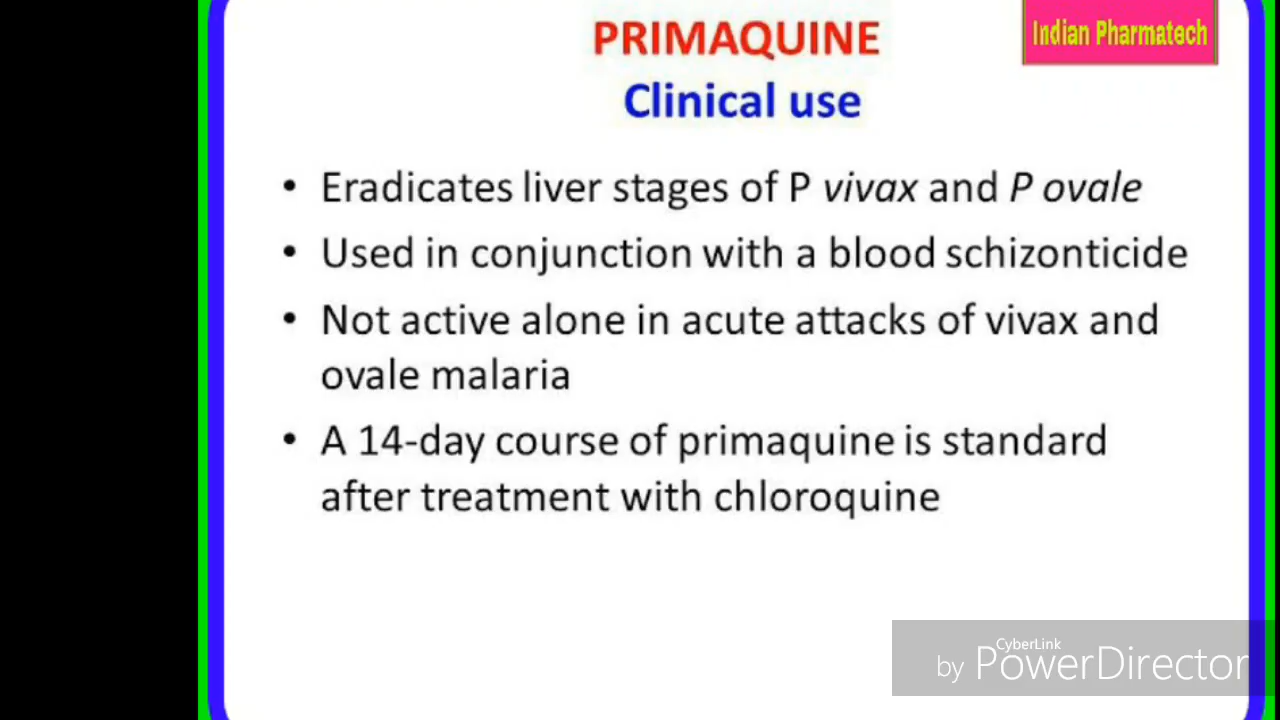 PRIMAQUINE
Indian Pharmatech
Clinical use
• Eradicates liver stages of P vivax and P ovale
• Used in conjunction with a blood schizonticide
• Not active alone in acute attacks of vivax and
ovale malaria
• A 14-day course of primaquine is standard
after treatment with chloroquine
CyberLink
by PowerDirector